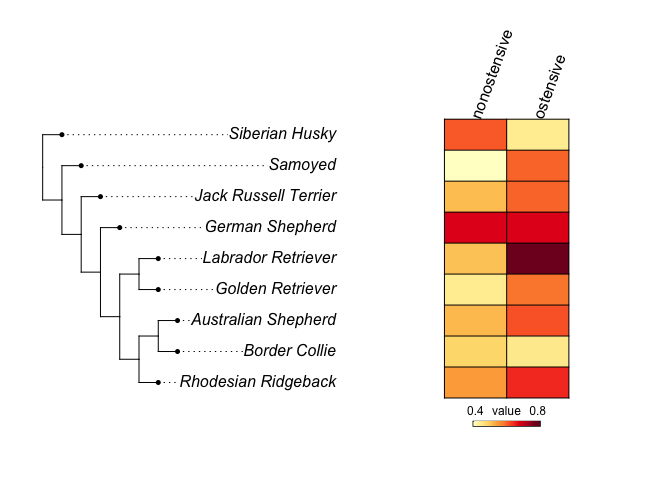 nonostensive
ostensive
Siberian Husky
Samoyed
Jack Russell Terrier
German Shepherd
Labrador Retriever
Golden Retriever
Australian Shepherd
Border Collie
Rhodesian Ridgeback
0.4 value 0.8